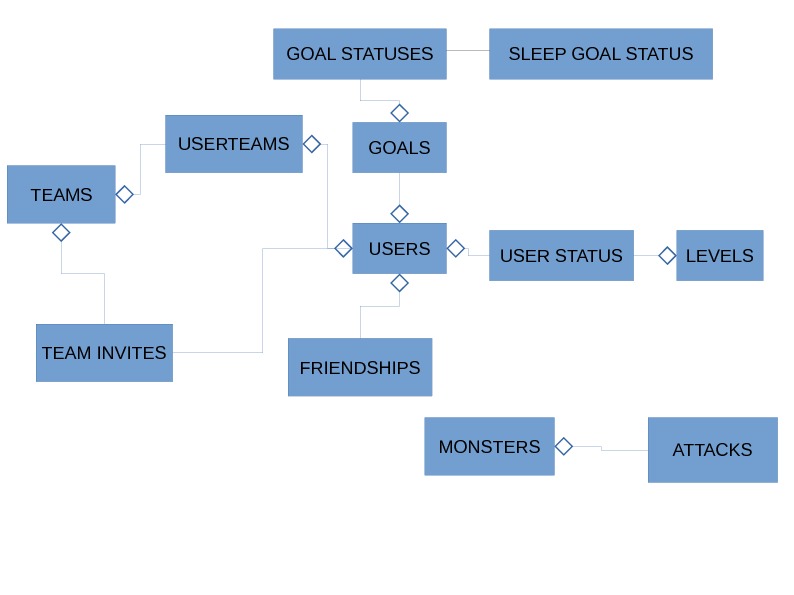 GOAL STATUSES
SLEEP GOAL STATUS
USERTEAMS
GOALS
TEAMS
USERS
USER STATUS
LEVELS
TEAM INVITES
FRIENDSHIPS
MONSTERS
ATTACKS